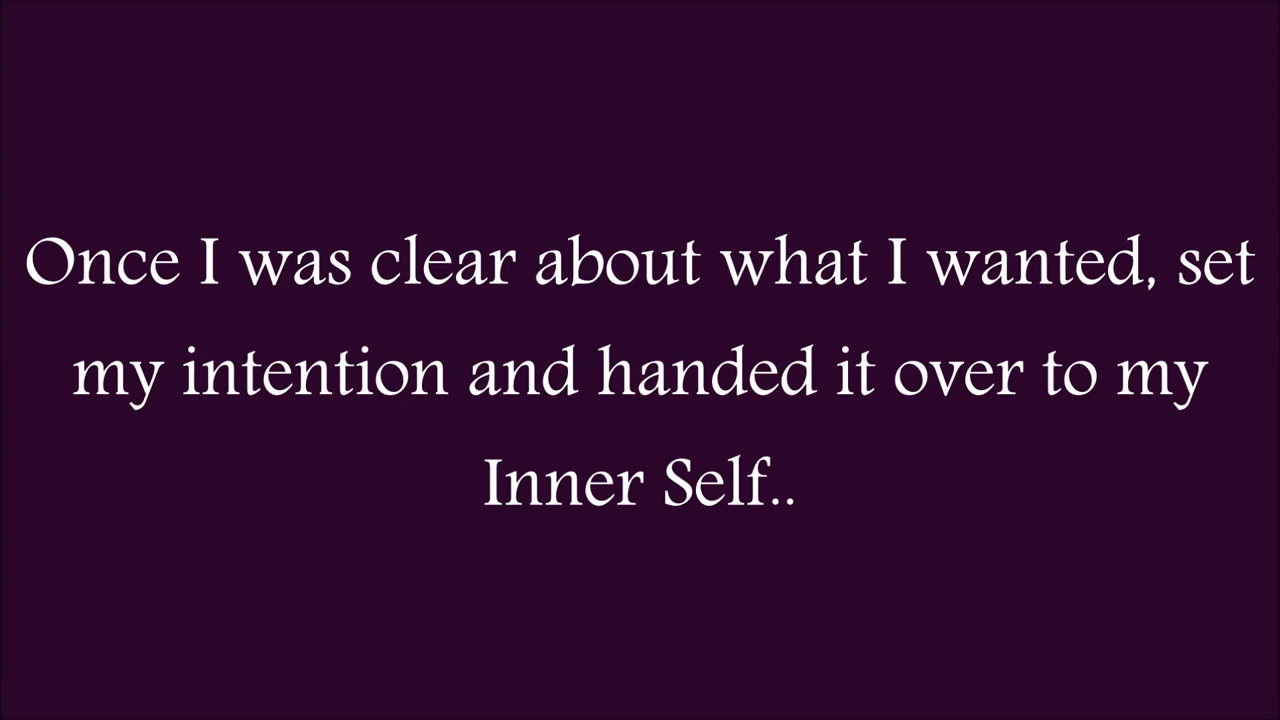 Once I was clear about what I wanted, set
my intention and handed it over to my
Inner Self..